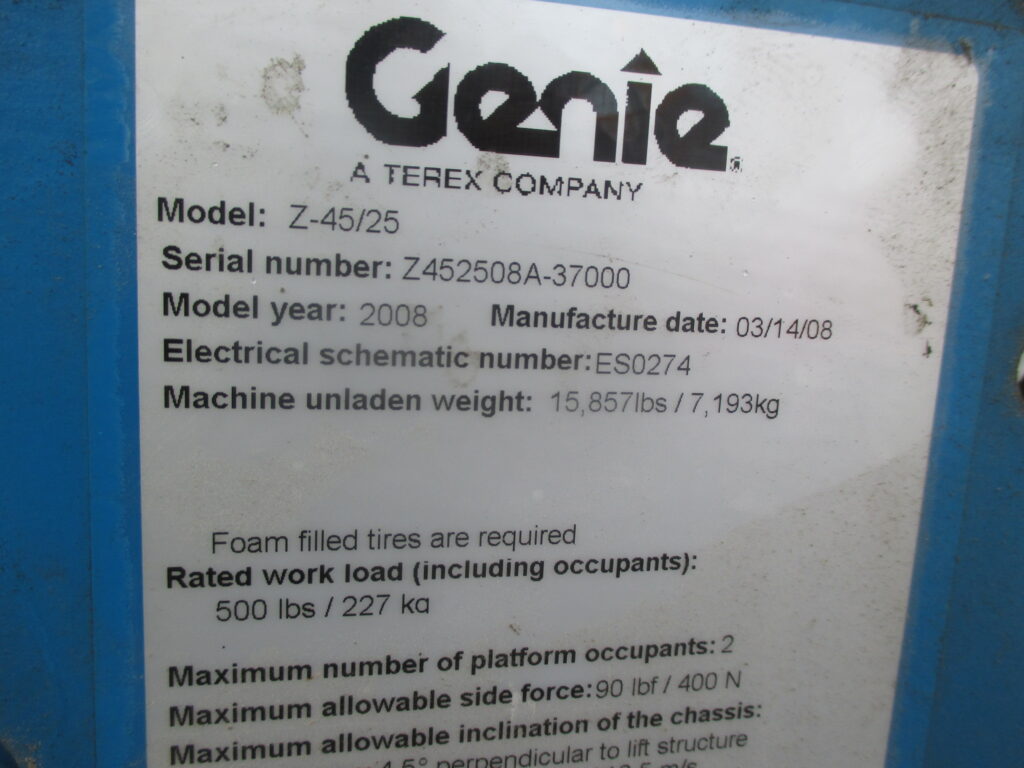 Genie
A TEREX COMPANY
Model: Z-45/25
Serial number: Z452508A-37000
Model year: 2008 Manufacture date: 03/14/08
Electrical schematic number: ES0274
Machine unladen weight: 15,857lbs / 7,193kg
Foam filled tires are required
Rated work load (including occupants):
500 lbs / 227 kg
Maximum number of platform occupants: 2
Maximum allowable side force: 90 lbf / 400 N
Maximum allowable inclination of the chassis:
4.5° perpendicular to lift structure
m/s